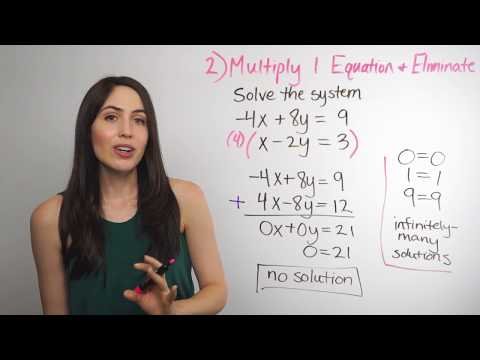 2) Multiply 1 Equation + Eliminate
Solve the system
-4x + 8y = 9
(4) (x - 2y = 3)
-4x + 8y = 9
+ 4x - 8y = 12
0x + 0y = 21
0 = 21
no solution
0 = 0
1 = 1
9 = 9
infinitely-
many
solutions